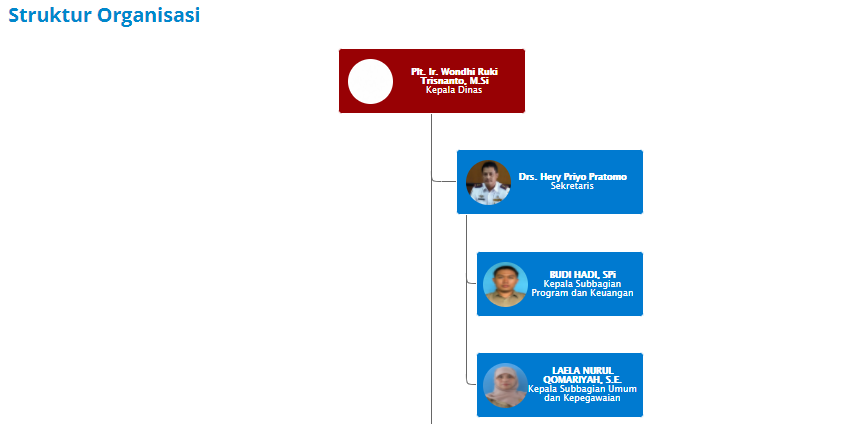 Struktur Organisasi
Plt. Ir. Wondhi Ruki
Trisnanto, M.Si
Kepala Dinas
Drs. Hery Priyo Pratomo
Sekretaris
BUDI HADI, SPi
Kepala Subbagian
Program dan Keuangan
LAELA NURUL
QOMARIYAH, S.E.
Kepala Subbagian Umum
dan Kepegawaian